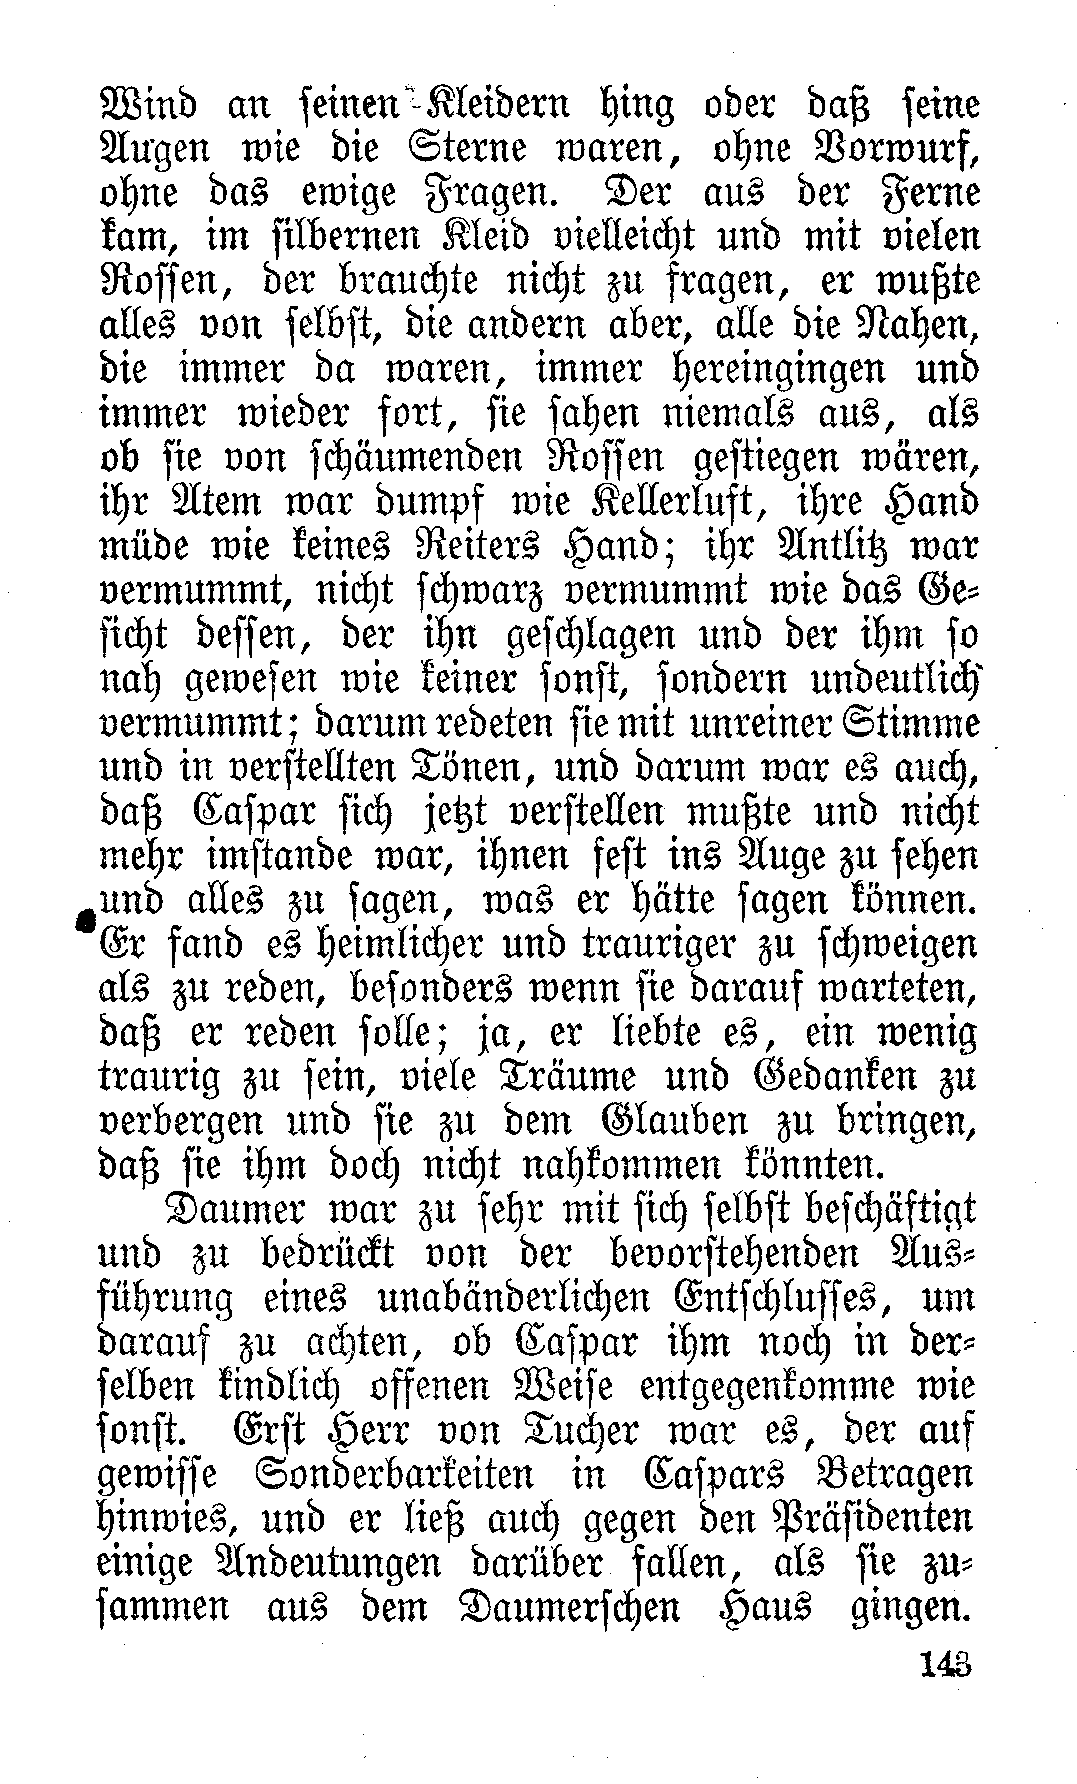 Wind an seinen Kleidern hing oder daß seine
Augen wie die Sterne waren, ohne Vorwurf,
ohne das ewige Fragen. Der aus der Ferne
kam, im silbernen Kleid vielleicht und mit vielen
Rossen, der brauchte nicht zu fragen, er wußte
alles von selbst, die andern aber, alle die Nahen,
die immer da waren, immer hereingingen und
immer wieder fort, sie sahen niemals aus, als
ob sie von schäumenden Rossen gestiegen wären,
ihr Atem war dumpf wie Kellerluft, ihre Hand
müde wie keines Reiters Hand; ihr Antlitz war
vermummt, nicht schwarz vermummt wie das Ge-
sicht dessen, der ihn geschlagen und der ihm so
nah gewesen wie keiner sonst, sondern undeutlich
vermummt; darum redeten sie mit unreiner Stimme
und in verstellten Tönen, und darum war es auch,
daß Caspar sich jetzt verstellen mußte und nicht
mehr imstande war, ihnen fest ins Auge zu sehen
und alles zu sagen, was er hätte sagen können.
Er fand es heimlicher und trauriger zu schweigen
als zu reden, besonders wenn sie darauf warteten,
daß er reden solle; ja, er liebte es, ein wenig
traurig zu sein, viele Träume und Gedanken zu
verbergen und sie zu dem Glauben zu bringen,
daß sie ihm doch nicht nahkommen könnten.
Daumer war zu sehr mit sich selbst beschäftigt
und zu bedrückt von der bevorstehenden Aus-
führung eines unabänderlichen Entschlusses, um
darauf zu achten, ob Caspar ihm noch in der-
selben kindlich offenen Weise entgegenkomme wie
sonst. Erst Herr von Tucher war es, der auf
gewisse Sonderbarkeiten in Caspars Betragen
hinwies, und er ließ auch gegen den Präsidenten
einige Andeutungen darüber fallen, als sie zu-
sammen aus dem Daumerschen Haus gingen.
143